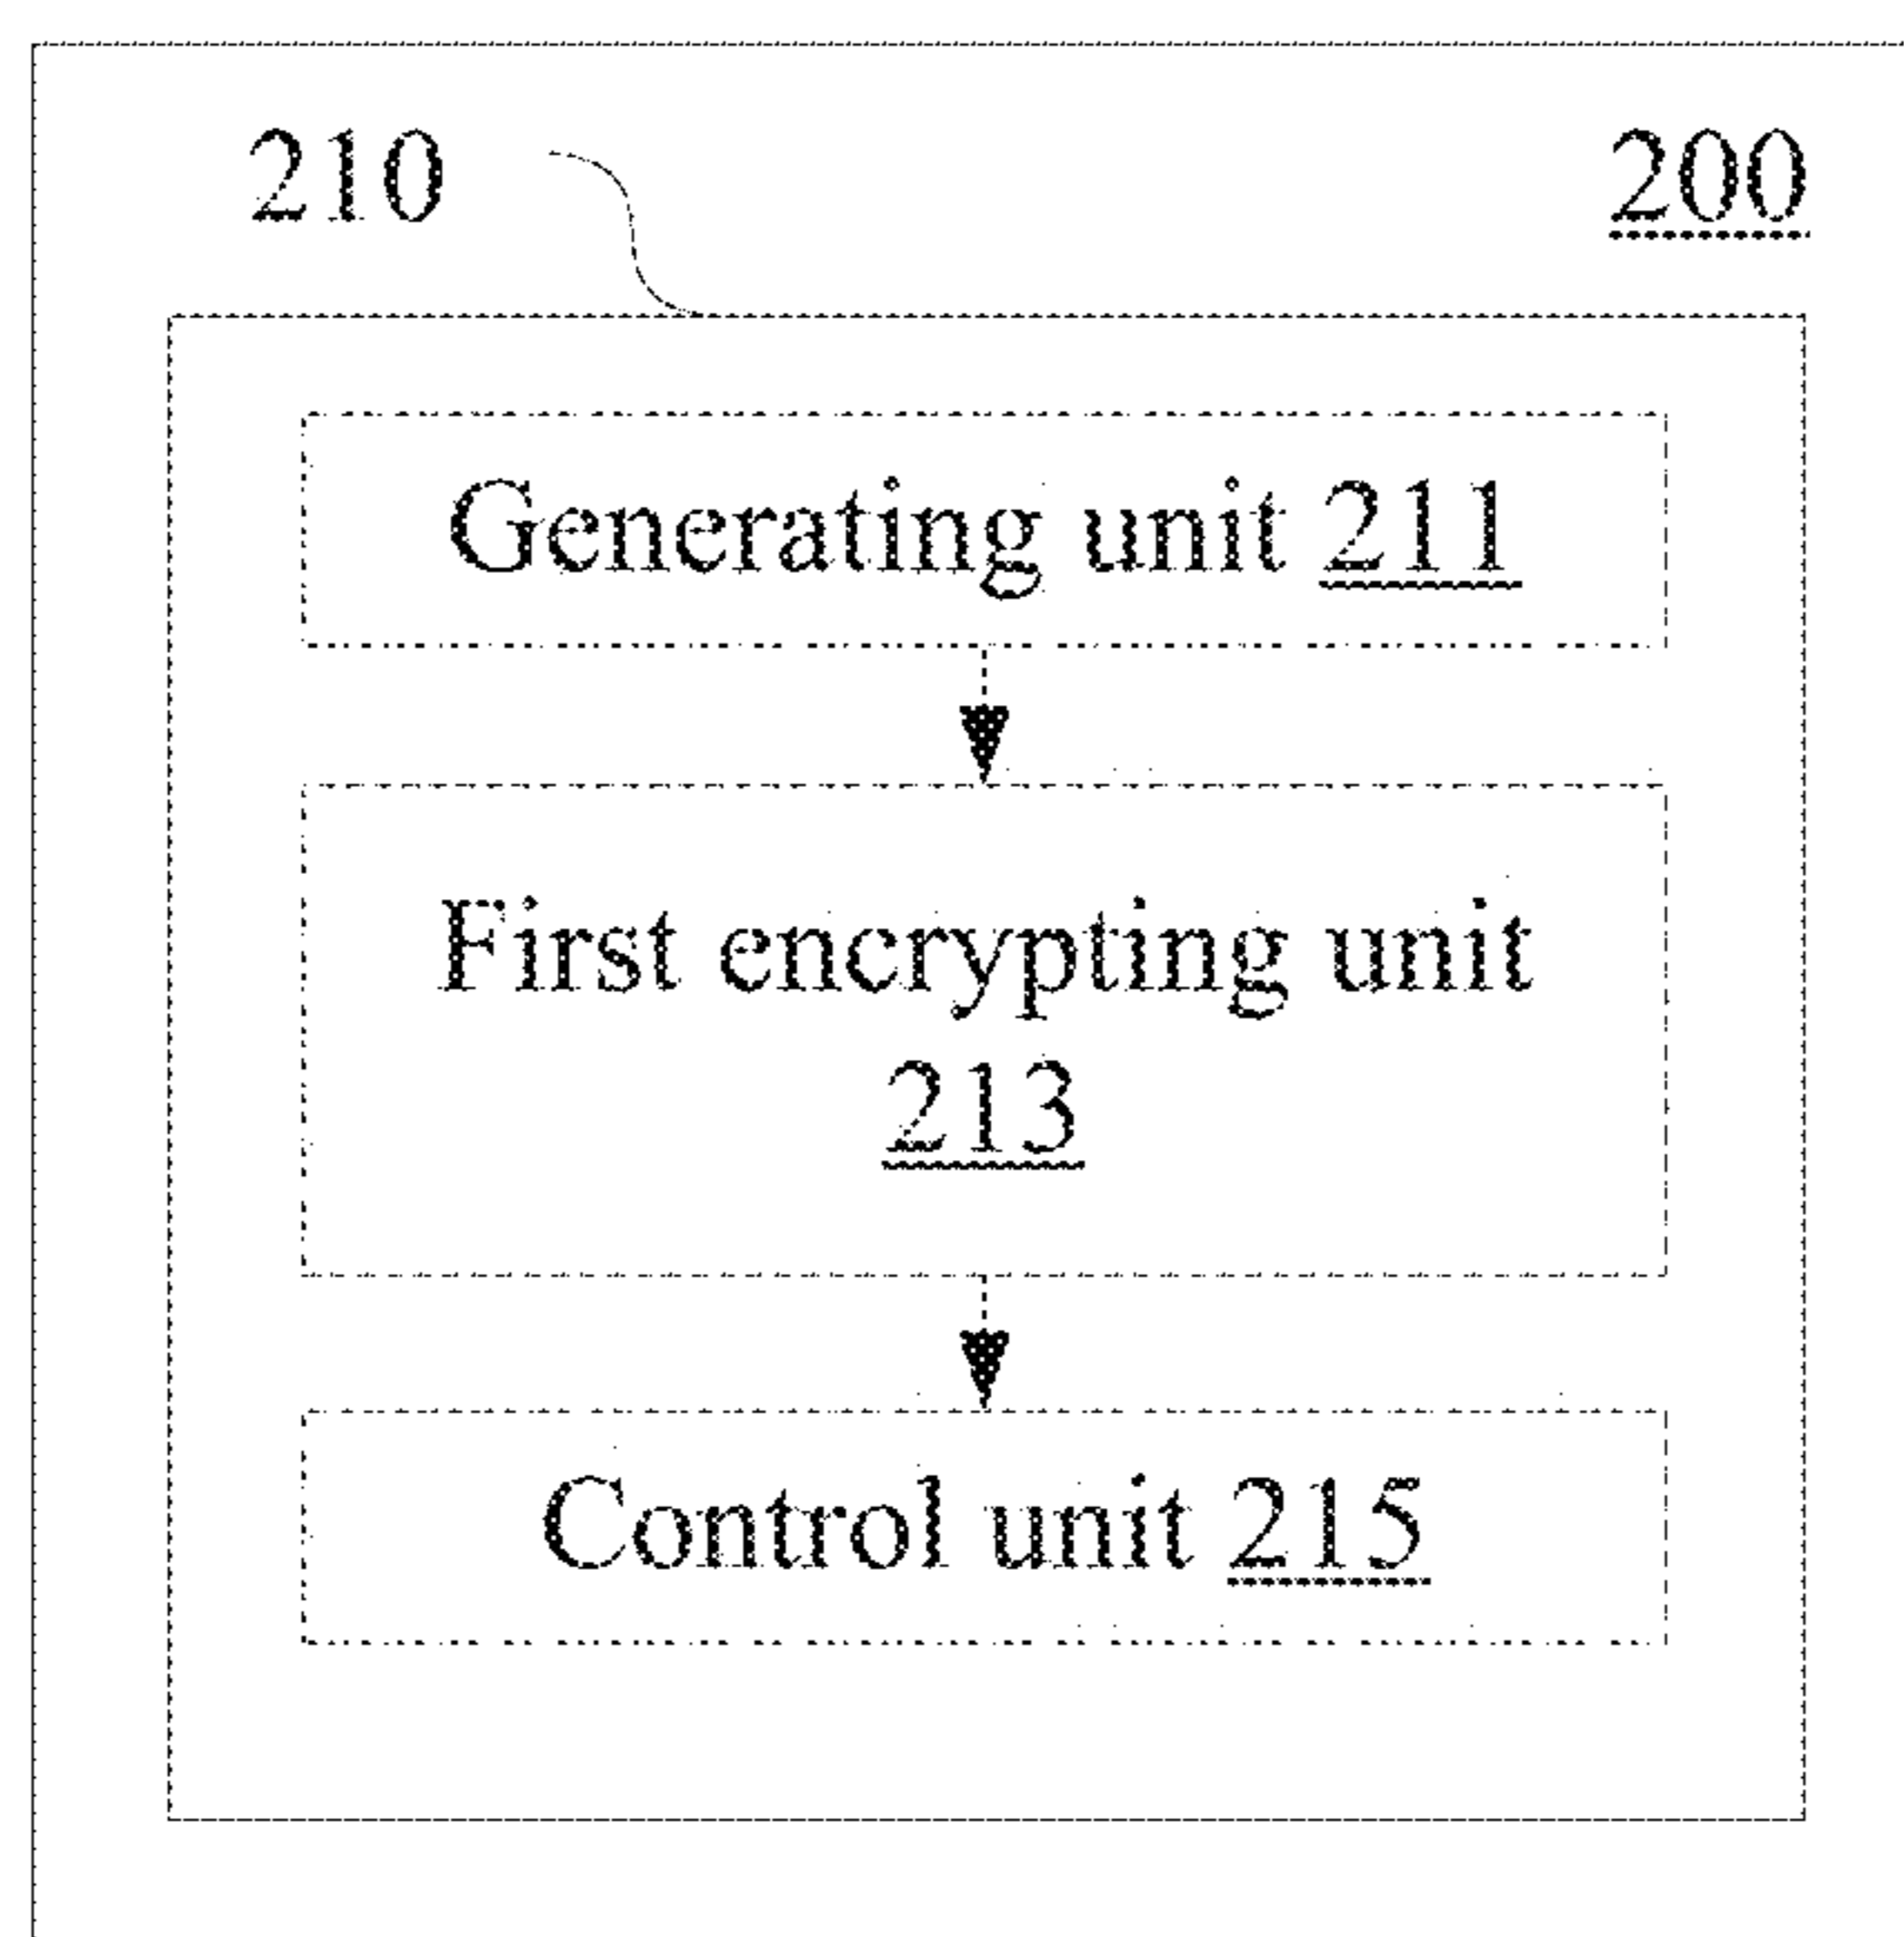 210
200
Generating unit 211
First encrypting unit
213
Control unit 215